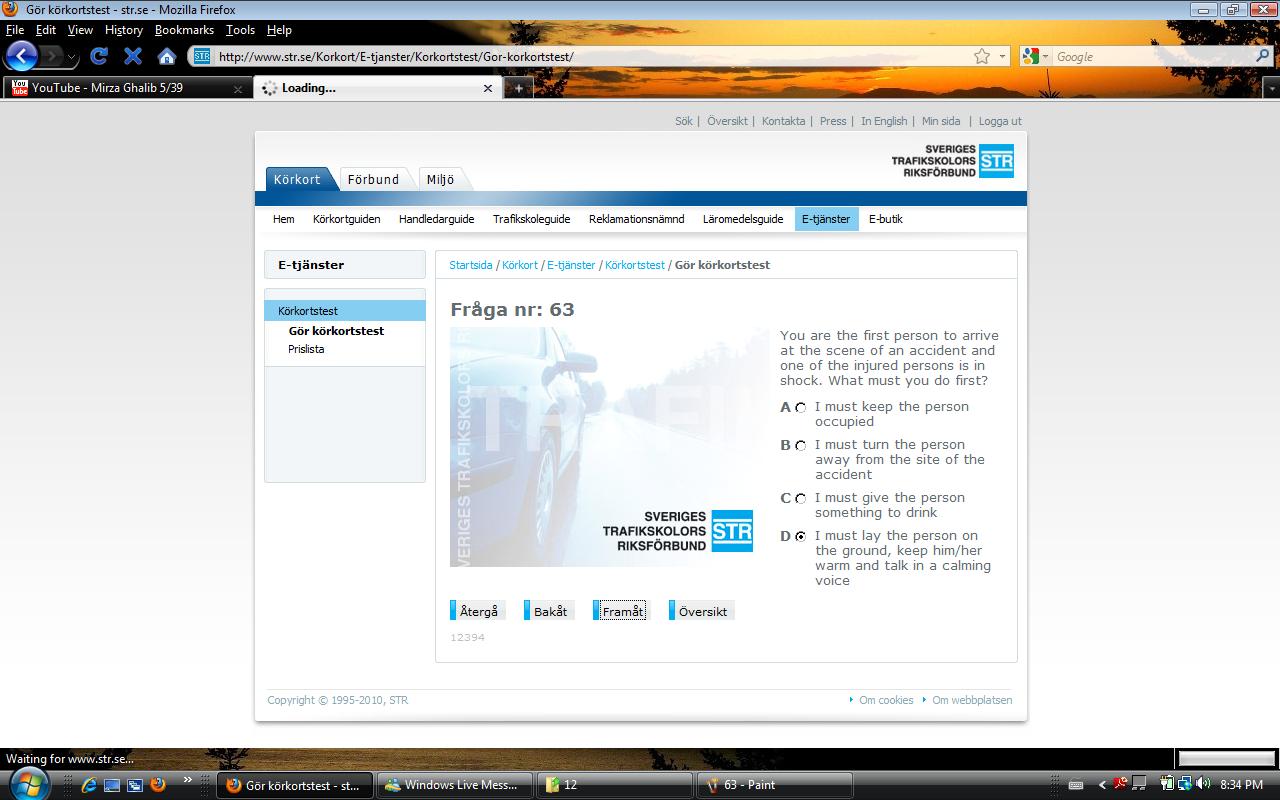 Gör körkortstest - str.se - Mozilla Firefox
File Edit View History Bookmarks Tools Help
http://www.str.se/Korkort/E-tjanster/Korkortstest/Gor-korkortstest/
Google
YouTube - Mirza Ghalib 5/39
Loading...
Sök | Översikt | Kontakta | Press | In English | Min sida | Logga ut
SVERIGES
TRAFIKSKOLORS
RIKSFÖRBUND
STR
Körkort
Förbund
Miljö
Hem Körkortguiden Handledarguide Trafikskoleguide Reklamationsnämnd Läromedelsguide E-tjänster E-butik
E-tjänster
Körkortstest
Gör körkortstest
Prislista
Startsida / Körkort / E-tjänster / Körkortstest / Gör körkortstest
Fråga nr: 63
SVERIGES
TRAFIKSKOLORS
RIKSFÖRBUND
STR
You are the first person to arrive
at the scene of an accident and
one of the injured persons is in
shock. What must you do first?
A I must keep the person
occupied
B I must turn the person
away from the site of the
accident
C I must give the person
something to drink
D I must lay the person on
the ground, keep him/her
warm and talk in a calming
voice
Återgå Bakåt Framåt Översikt
12394
Copyright © 1995-2010, STR
Om cookies Om webbplatsen
Waiting for www.str.se...
Gör körkortstest - st... Windows Live Mess... 12 63 - Paint 8:34 PM